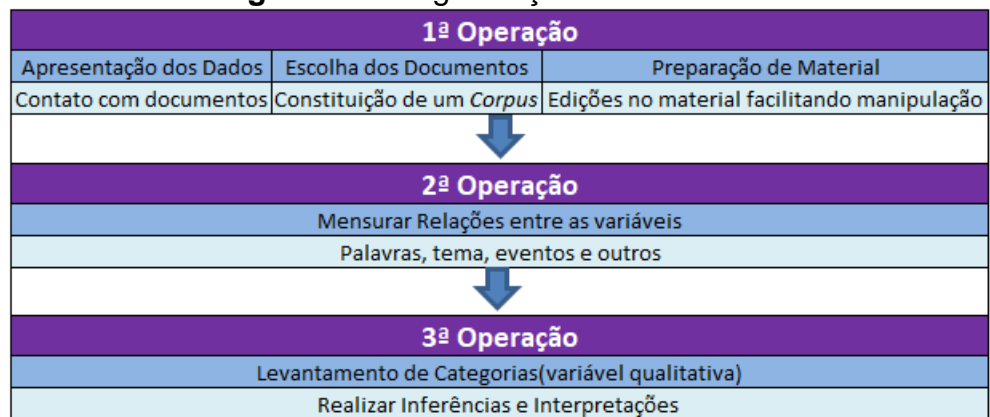 1ª Operação
Apresentação dos Dados Escolha dos Documentos Preparação de Material
Contato com documentos Constituição de um Corpus Edições no material facilitando manipulação
2ª Operação
Mensurar Relações entre as variáveis
Palavras, tema, eventos e outros
3ª Operação
Levantamento de Categorias(variável qualitativa)
Realizar Inferências e Interpretações